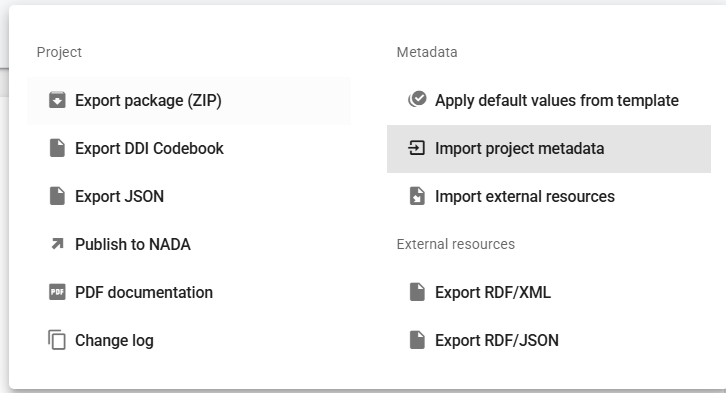 Project
Export package (ZIP)
Export DDI Codebook
Export JSON
Publish to NADA
PDF documentation
Change log
Metadata
Apply default values from template
Import project metadata
Import external resources
External resources
Export RDF/XML
Export RDF/JSON